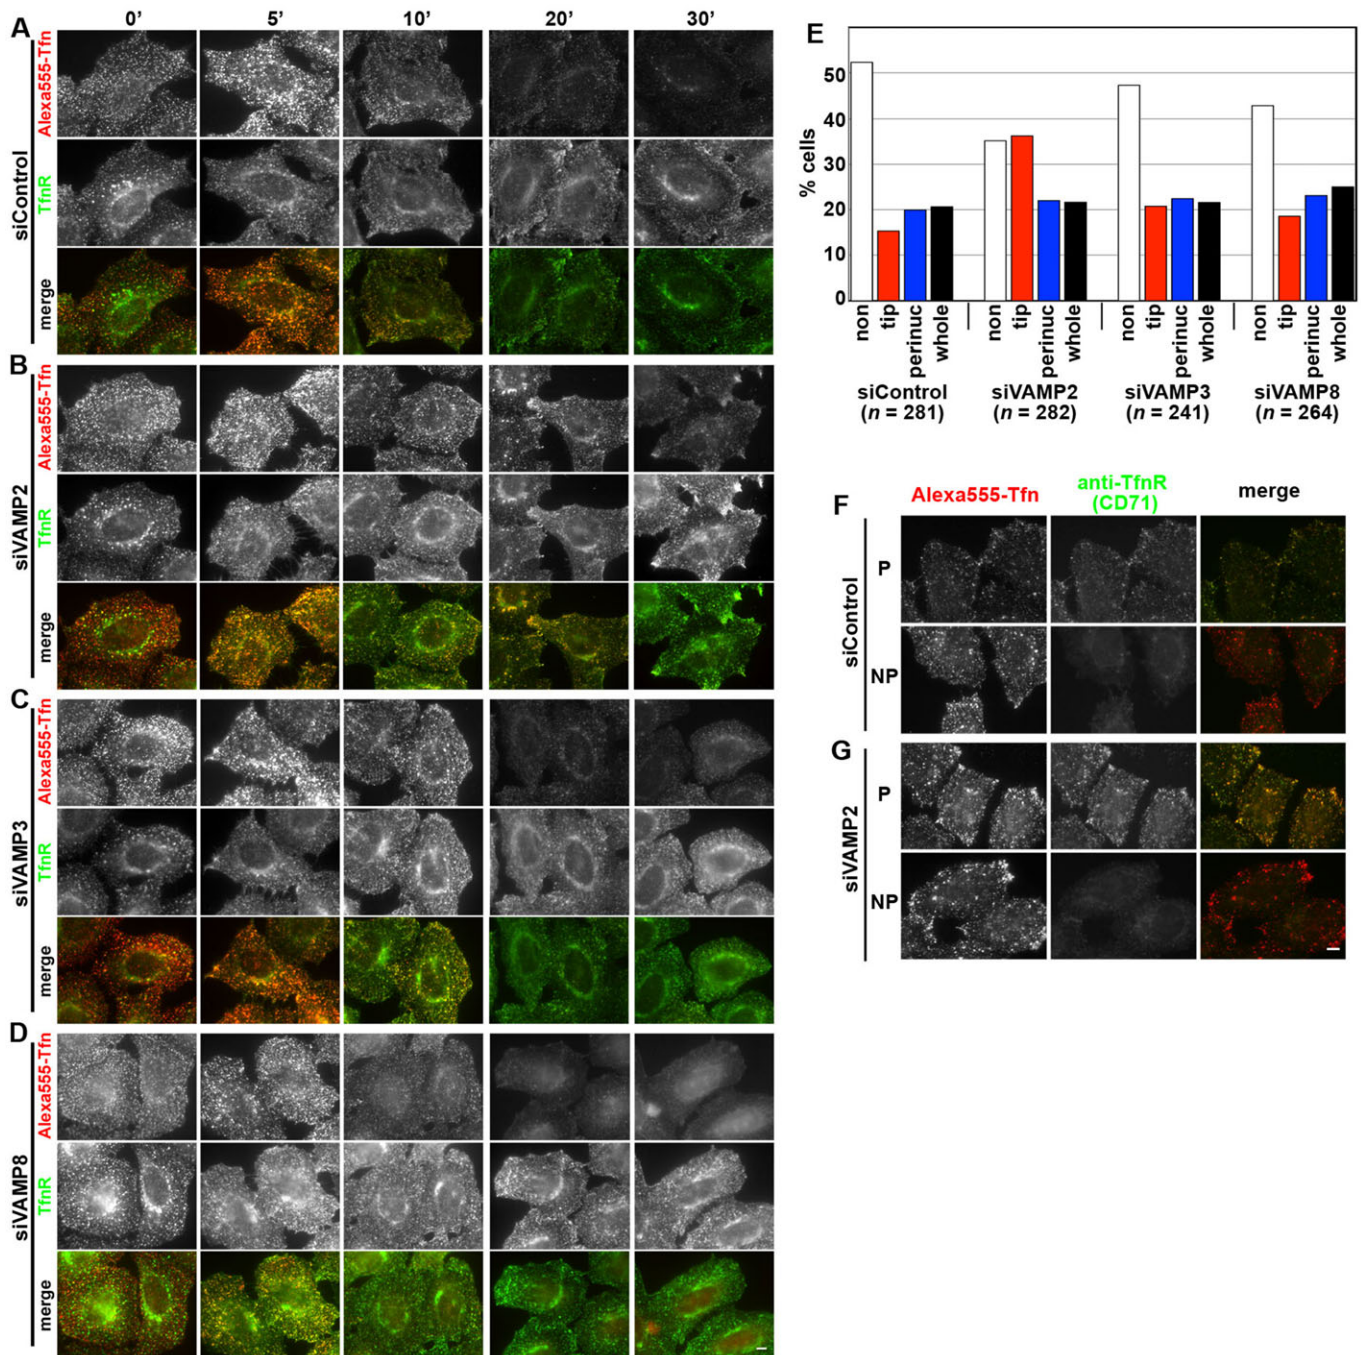 A
0’ 5’ 10’ 20’ 30’
siControl
Alexa555-Tfn
TfnR
merge
B
siVAMP2
Alexa555-Tfn
TfnR
merge
C
siVAMP3
Alexa555-Tfn
TfnR
merge
D
siVAMP8
Alexa555-Tfn
TfnR
merge
E
% cells
50
40
30
20
10
0
non tip perinuc whole non tip perinuc whole non tip perinuc whole non tip perinuc whole
siControl siVAMP2 siVAMP3 siVAMP8
(n = 281) (n = 282) (n = 241) (n = 264)
F
Alexa555-Tfn anti-TfnR (CD71) merge
siControl
P
NP
G
siVAMP2
P
NP